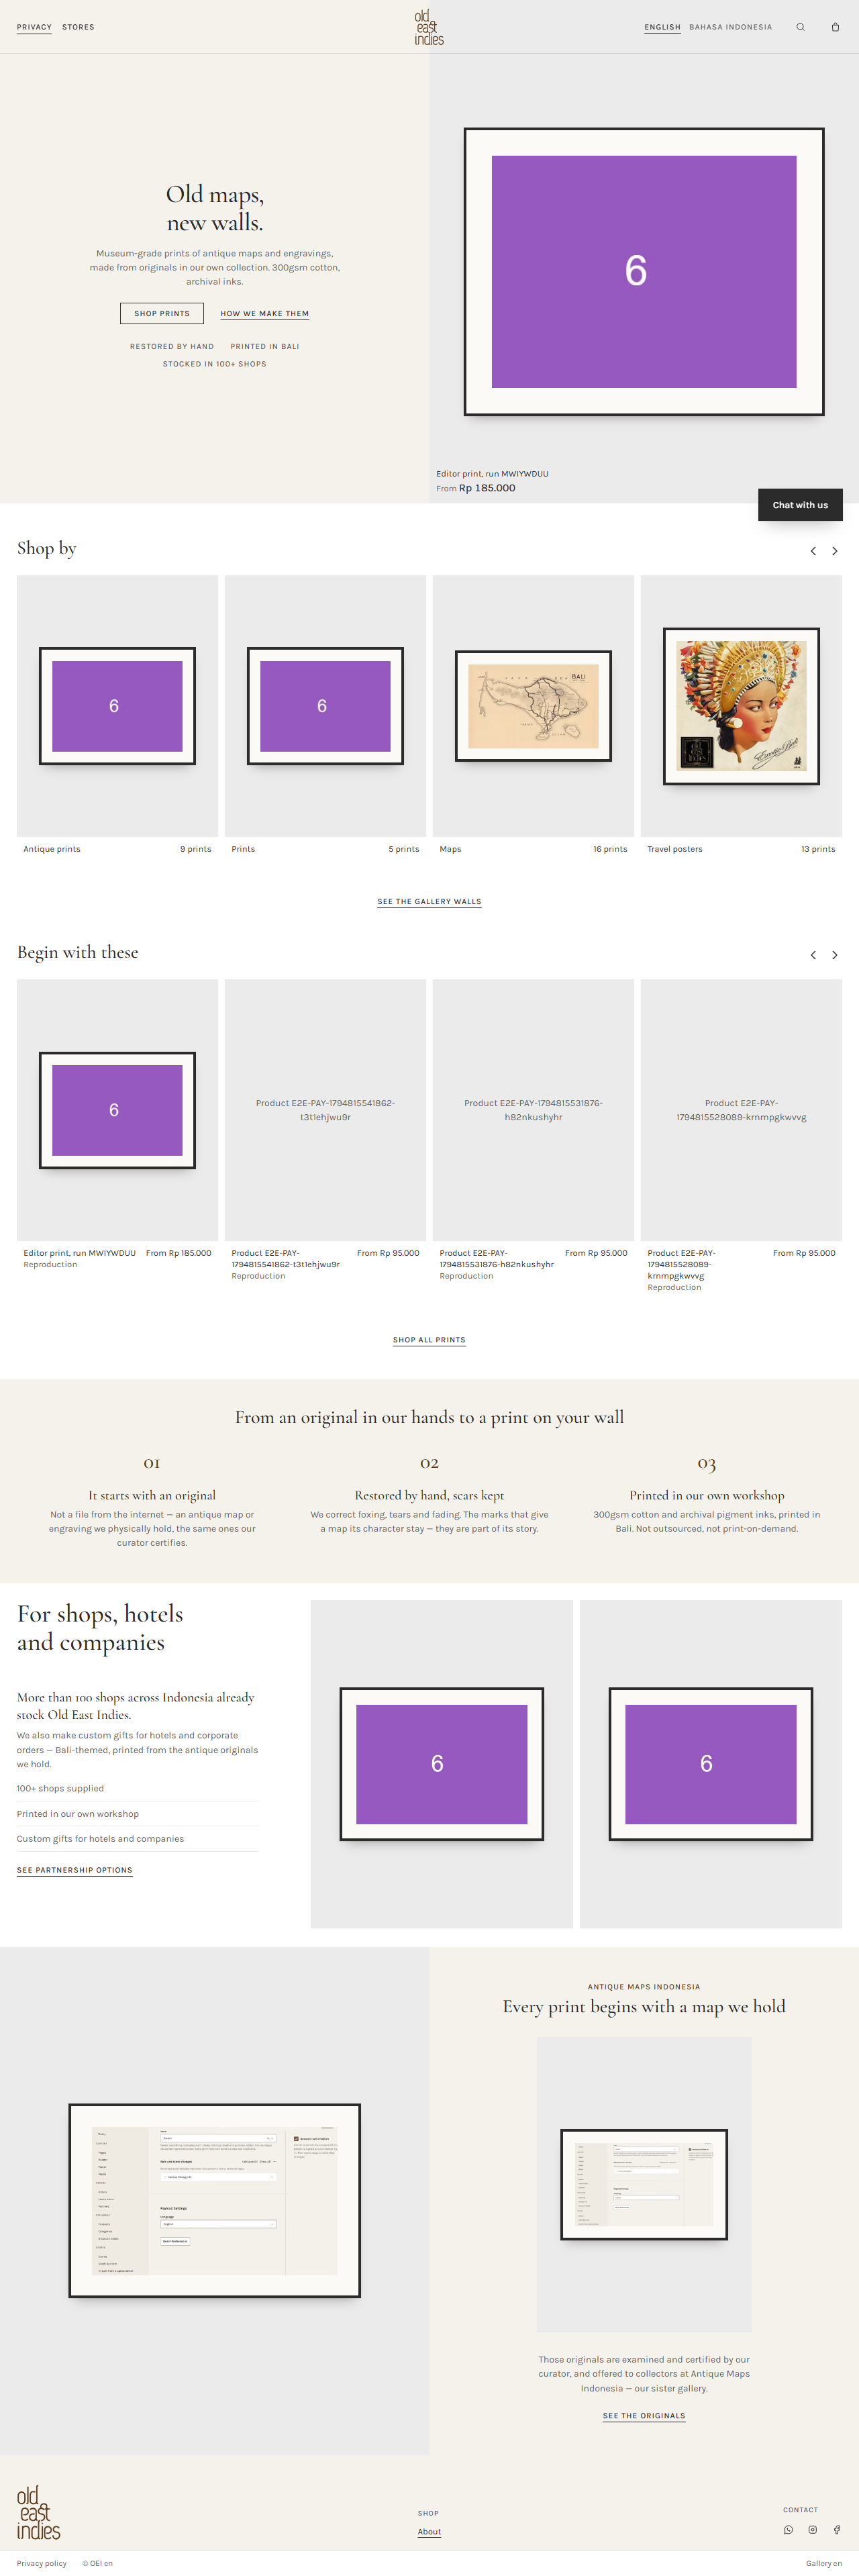 PRIVACY STORES
old
east
indies
ENGLISH BAHASA INDONESIA
Old maps,
new walls.
Museum-grade prints of antique maps and engravings,
made from originals in our own collection. 300gsm cotton,
archival inks.
SHOP PRINTS HOW WE MAKE THEM
RESTORED BY HAND PRINTED IN BALI
STOCKED IN 100+ SHOPS
6
Editor print, run MWIYWDUU
From Rp 185.000
Chat with us
Shop by
6
6
BALI
Antique prints 9 prints
Prints 5 prints
Maps 16 prints
Travel posters 13 prints
SEE THE GALLERY WALLS
Begin with these
6
Product E2E-PAY-1794815541862-
t3t1ehjwu9r
Product E2E-PAY-1794815531876-
h82nkushyhr
Product E2E-PAY-
1794815528089-krnmpgkwvvg
Editor print, run MWIYWDUU From Rp 185.000
Reproduction
Product E2E-PAY- From Rp 95.000
1794815541862-t3t1ehjwu9r
Reproduction
Product E2E-PAY- From Rp 95.000
1794815531876-h82nkushyhr
Reproduction
Product E2E-PAY- From Rp 95.000
1794815528089-
krnmpgkwvvg
Reproduction
SHOP ALL PRINTS
From an original in our hands to a print on your wall
01
It starts with an original
Not a file from the internet — an antique map or
engraving we physically hold, the same ones our
curator certifies.
02
Restored by hand, scars kept
We correct foxing, tears and fading. The marks that give
a map its character stay — they are part of its story.
03
Printed in our own workshop
300gsm cotton and archival pigment inks, printed in
Bali. Not outsourced, not print-on-demand.
For shops, hotels
and companies
More than 100 shops across Indonesia already
stock Old East Indies.
We also make custom gifts for hotels and corporate
orders — Bali-themed, printed from the antique originals
we hold.
100+ shops supplied
Printed in our own workshop
Custom gifts for hotels and companies
SEE PARTNERSHIP OPTIONS
6
6
Payload Settings
Language
English
ANTIQUE MAPS INDONESIA
Every print begins with a map we hold
Those originals are examined and certified by our
curator, and offered to collectors at Antique Maps
Indonesia — our sister gallery.
SEE THE ORIGINALS
old
east
indies
SHOP
About
CONTACT
Privacy policy © OEI en
Gallery en